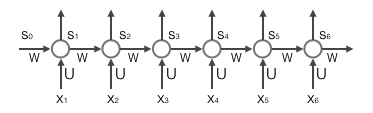 S0 S1 S2 S3 S4 S5 S6
W W W W W W W
U U U U U U
X1 X2 X3 X4 X5 X6